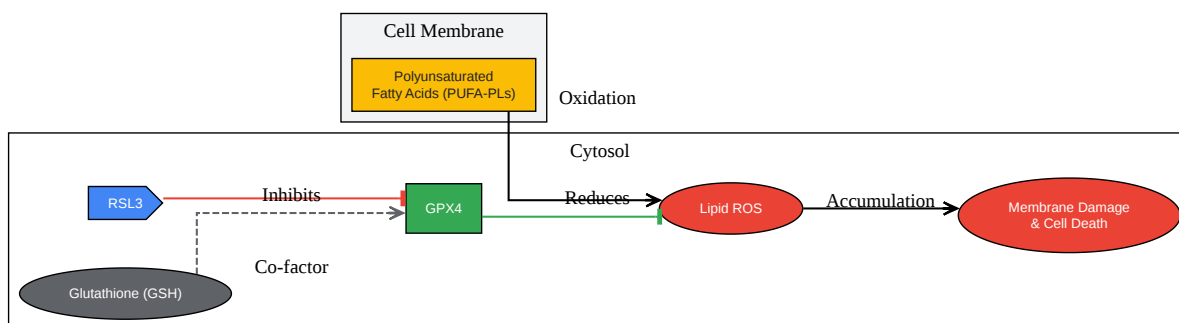 Cell Membrane
Polyunsaturated
Fatty Acids (PUFA-PLs)
Oxidation
Cytosol
RSL3
Inhibits
GPX4
Reduces
Lipid ROS
Accumulation
Membrane Damage
& Cell Death
Co-factor
Glutathione (GSH)